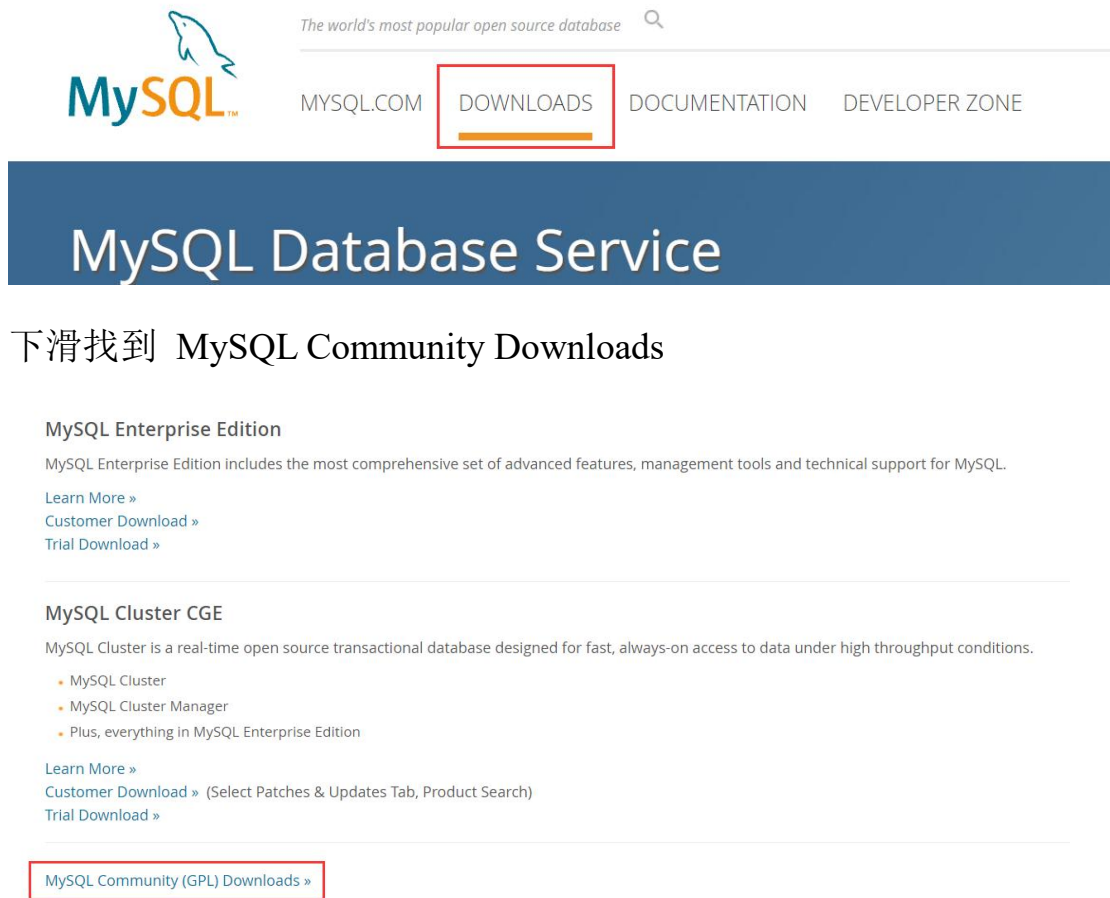 The world's most popular open source database
MySQL™
MYSQL.COM DOWNLOADS DOCUMENTATION DEVELOPER ZONE
MySQL Database Service
下滑找到 MySQL Community Downloads
MySQL Enterprise Edition
MySQL Enterprise Edition includes the most comprehensive set of advanced features, management tools and technical support for MySQL.
Learn More »
Customer Download »
Trial Download »
MySQL Cluster CGE
MySQL Cluster is a real-time open source transactional database designed for fast, always-on access to data under high throughput conditions.
• MySQL Cluster
• MySQL Cluster Manager
• Plus, everything in MySQL Enterprise Edition
Learn More »
Customer Download » (Select Patches & Updates Tab, Product Search)
Trial Download »
MySQL Community (GPL) Downloads »